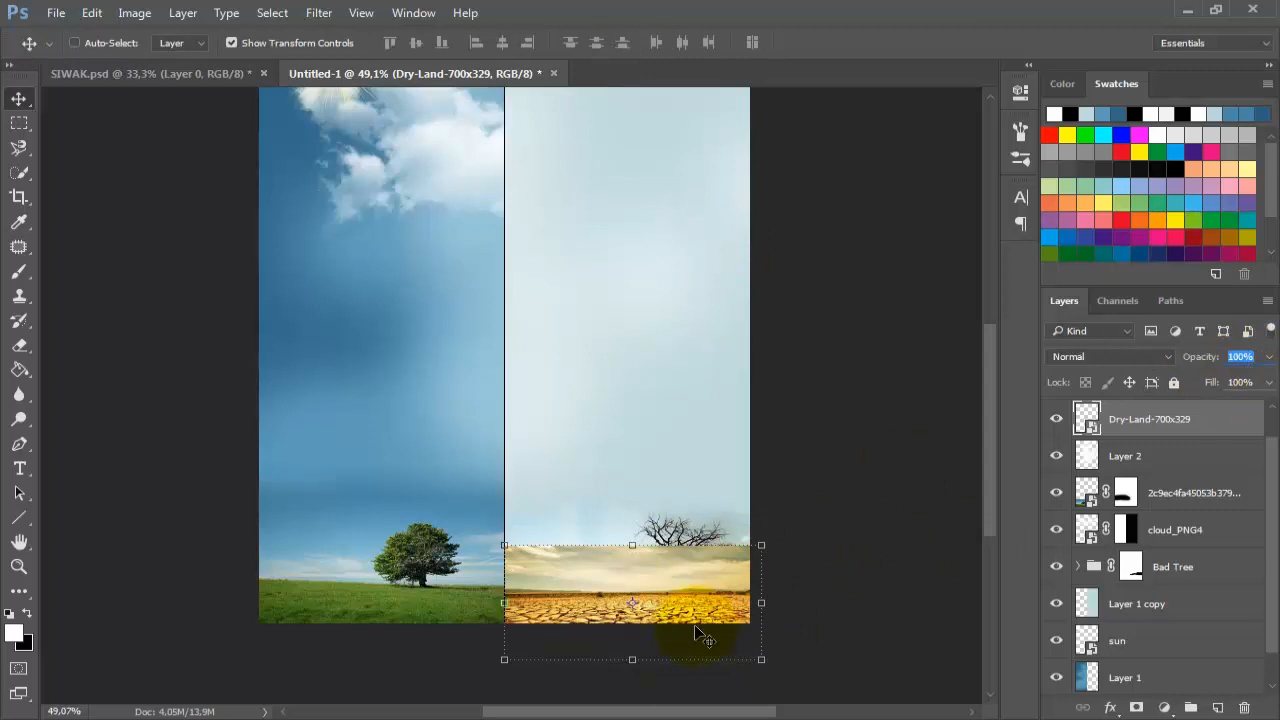 Ps File Edit Image Layer Type Select Filter View Window Help
Auto-Select: Layer Show Transform Controls Essentials
SIWAK.psd @ 33,3% (Layer 0, RGB/8) * × Untitled-1 @ 49,1% (Dry-Land-700x329, RGB/8) * ×
Color Swatches
Layers Channels Paths
Kind
Normal Opacity: 100%
Lock: Fill: 100%
Dry-Land-700x329
Layer 2
2c9ec4fa45053b379...
cloud_PNG4
Bad Tree
Layer 1 copy
sun
Layer 1
49,07% Doc: 4,05M/13,9M